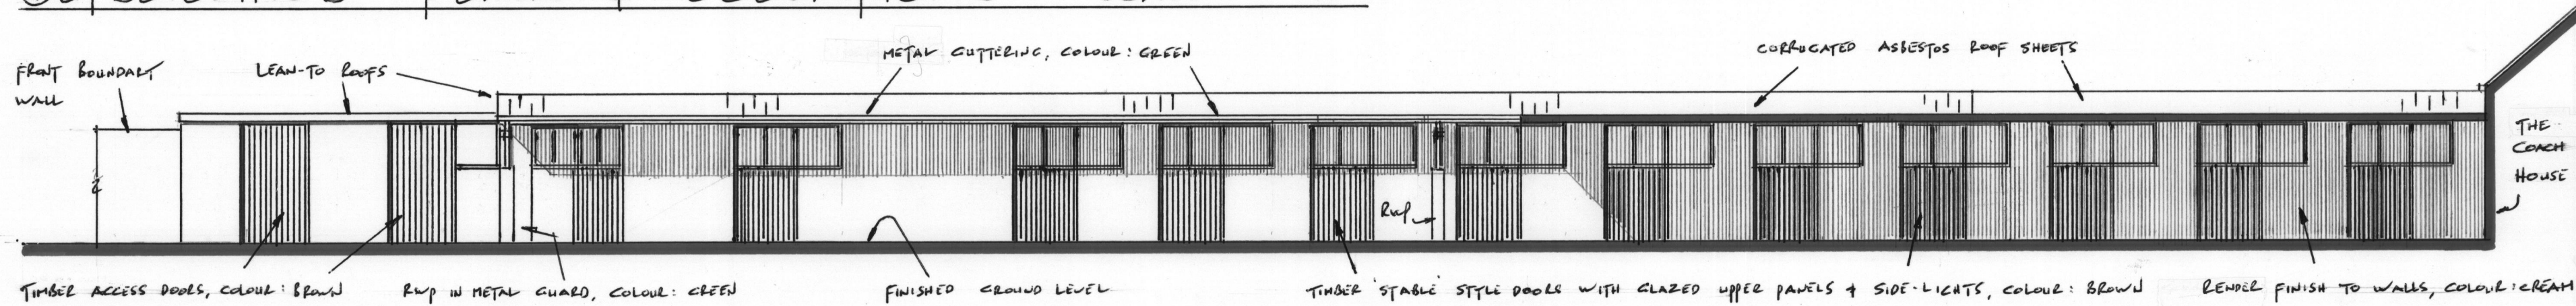 METAL GUTTERING, COLOUR: GREEN
CORRUGATED ASBESTOS ROOF SHEETS
FRONT BOUNDARY
WALL
LEAN-TO ROOFS
THE
COACH
HOUSE
RWP
TIMBER ACCESS DOORS, COLOUR: BROWN
RWP IN METAL GUARD, COLOUR: GREEN
FINISHED GROUND LEVEL
TIMBER 'STABLE' STYLE DOORS WITH GLAZED UPPER PANELS & SIDE-LIGHTS, COLOUR: BROWN
RENDER FINISH TO WALLS, COLOUR: CREAM